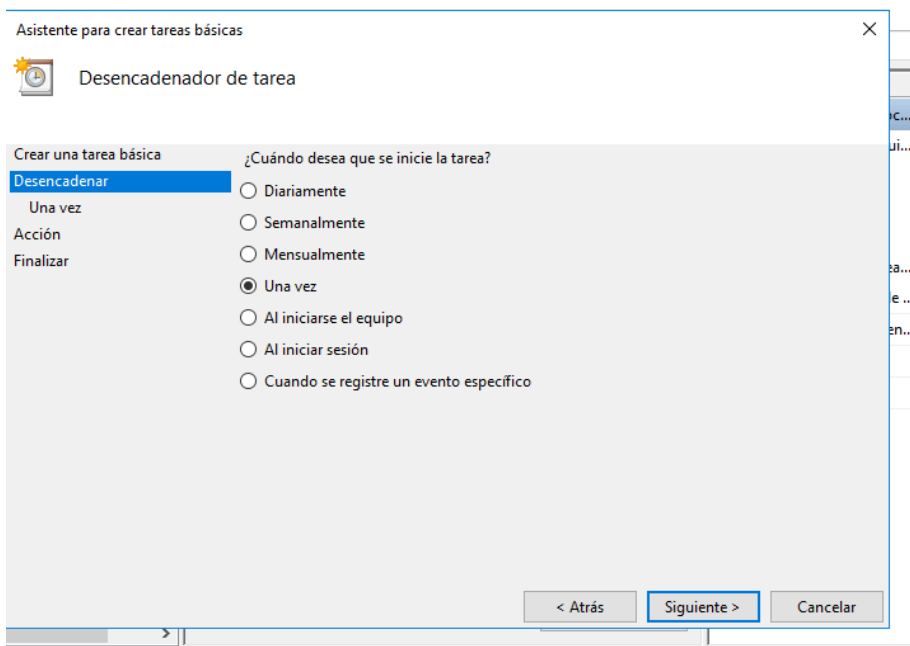 Asistente para crear tareas básicas
Desencadenador de tarea
Crear una tarea básica
Desencadenar
Una vez
Acción
Finalizar
¿Cuándo desea que se inicie la tarea?
Diariamente
Semanalmente
Mensualmente
Una vez
Al iniciarse el equipo
Al iniciar sesión
Cuando se registre un evento específico
< Atrás
Siguiente >
Cancelar